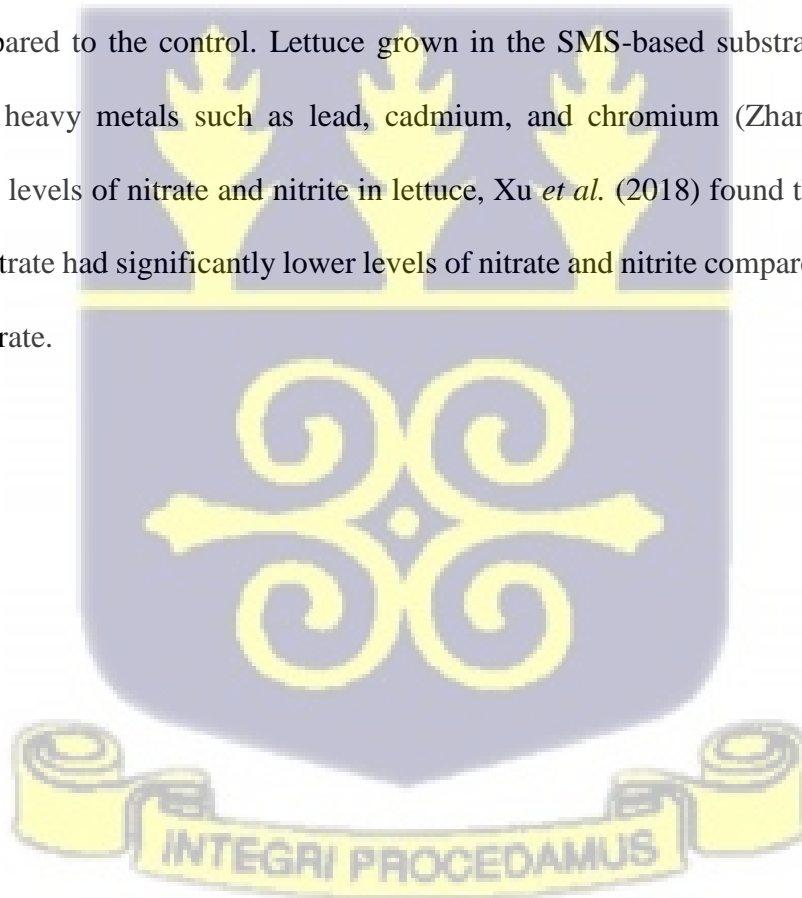 pared to the control. Lettuce grown in the SMS-based substra
heavy metals such as lead, cadmium, and chromium (Zhar
levels of nitrate and nitrite in lettuce, Xu et al. (2018) found t
trate had significantly lower levels of nitrate and nitrite compar
rate.
INTEGRI PROCEDAMUS